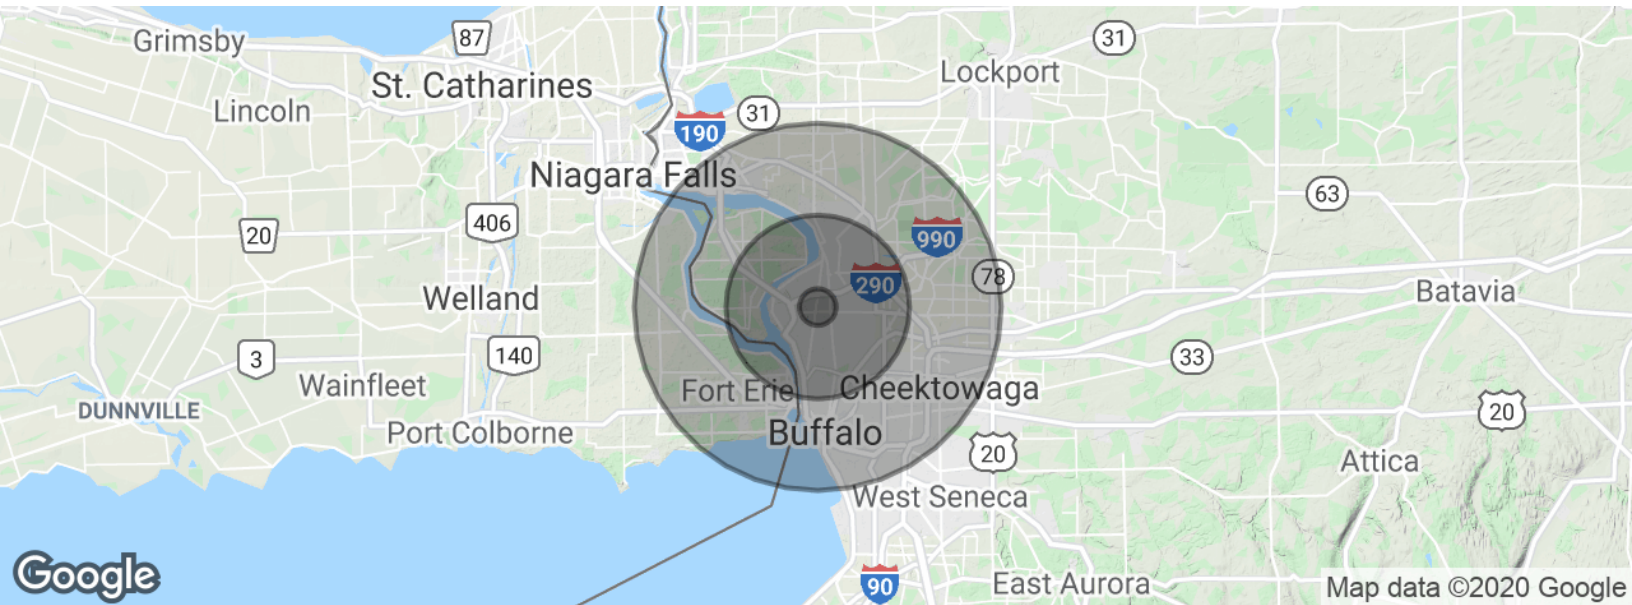 Grimsby
87
31
St. Catharines
Lockport
Lincoln
31
190
Niagara Falls
63
406
20
990
78
290
Welland
Batavia
140
3
33
Wainfleet
Fort Erie
Cheektowaga
DUNNVILLE
20
Port Colborne
Buffalo
20
Attica
West Seneca
Google
90
East Aurora
Map data ©2020 Google